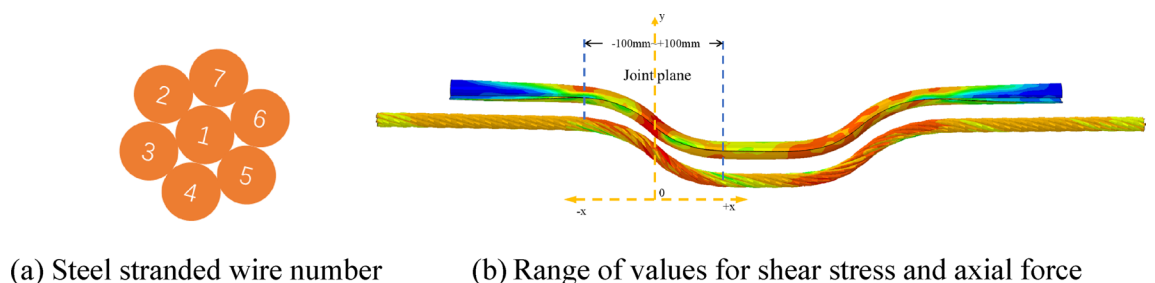 7
2
6
1
3
5
4
y
-100mm~+100mm
Joint plane
0
-x
+x
(a) Steel stranded wire number
(b) Range of values for shear stress and axial force